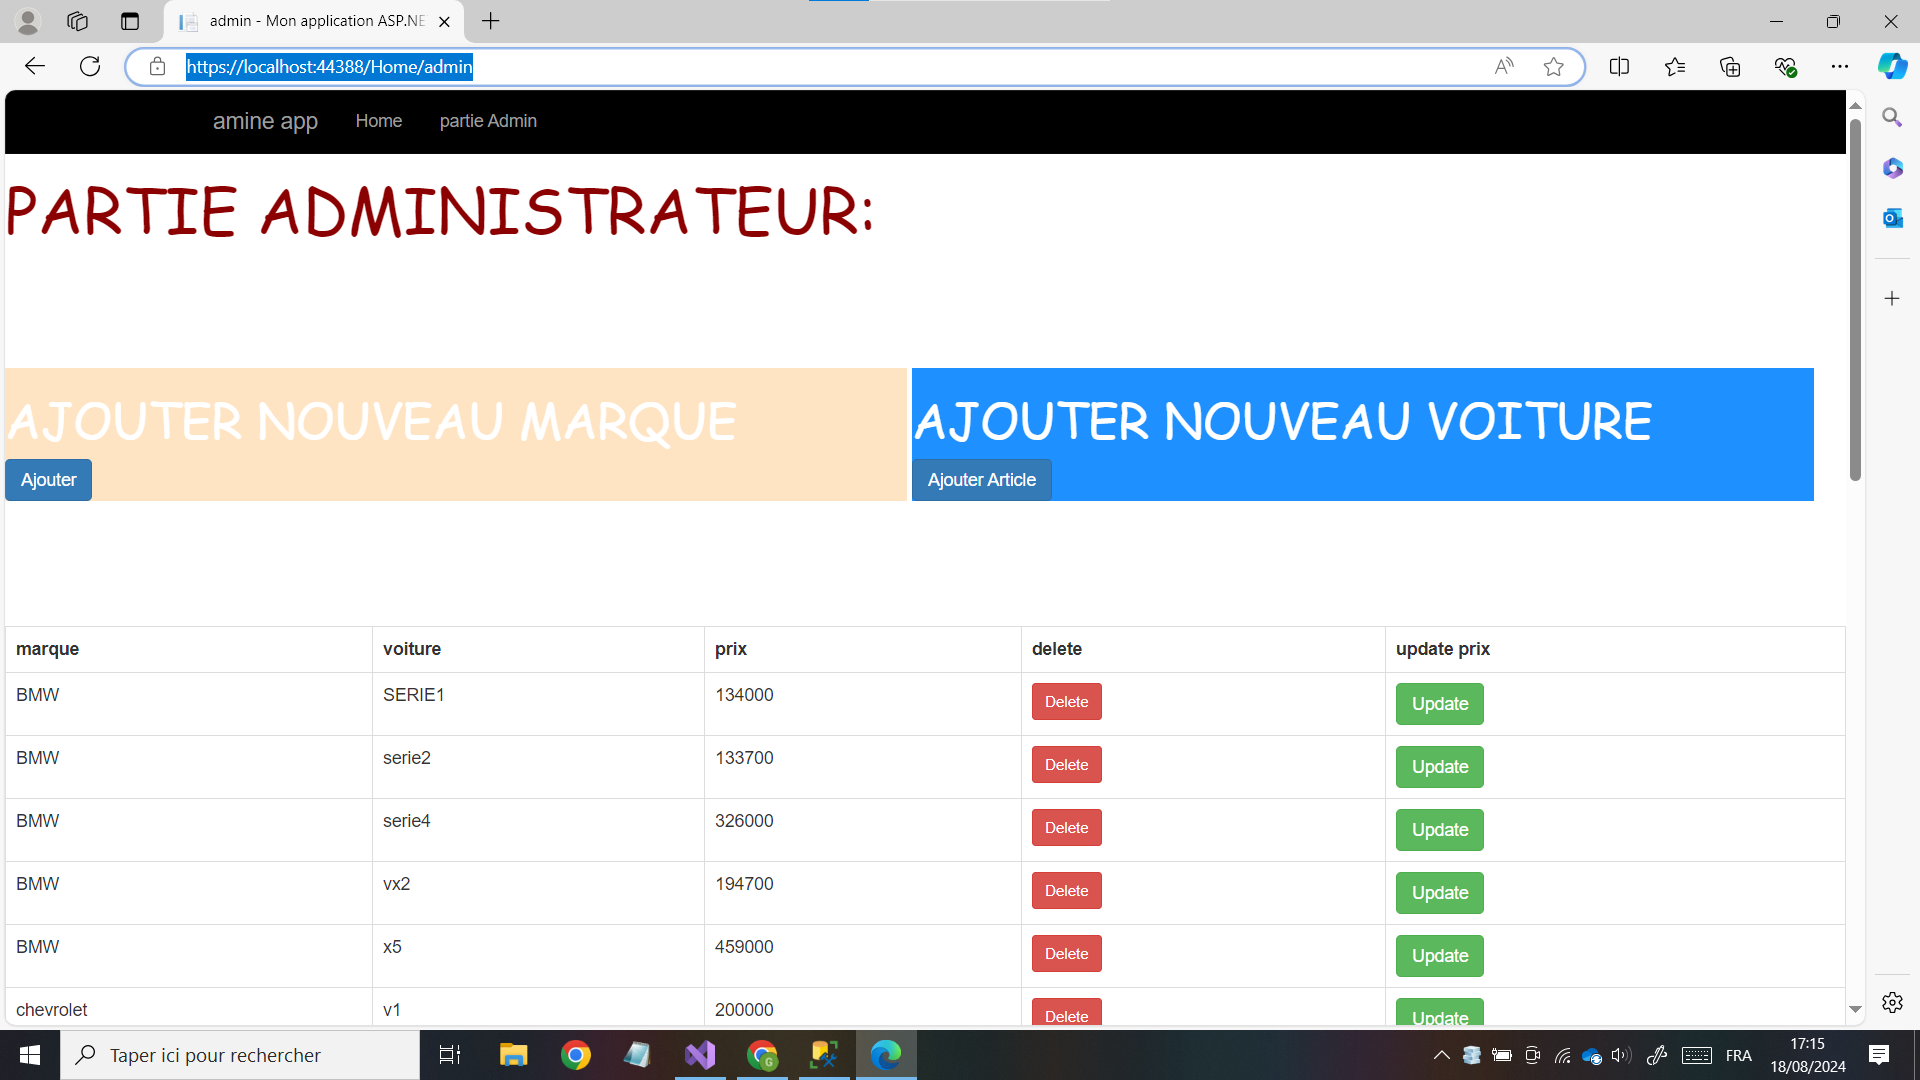 admin - Mon application ASP.NE
https://localhost:44388/Home/admin
amine app Home partie Admin
PARTIE ADMINISTRATEUR:
AJOUTER NOUVEAU MARQUE
Ajouter
AJOUTER NOUVEAU VOITURE
Ajouter Article
marque voiture prix delete update prix
BMW SERIE1 134000 Delete Update
BMW serie2 133700 Delete Update
BMW serie4 326000 Delete Update
BMW vx2 194700 Delete Update
BMW x5 459000 Delete Update
chevrolet v1 200000 Delete Update
Taper ici pour rechercher
FRA
17:15
18/08/2024